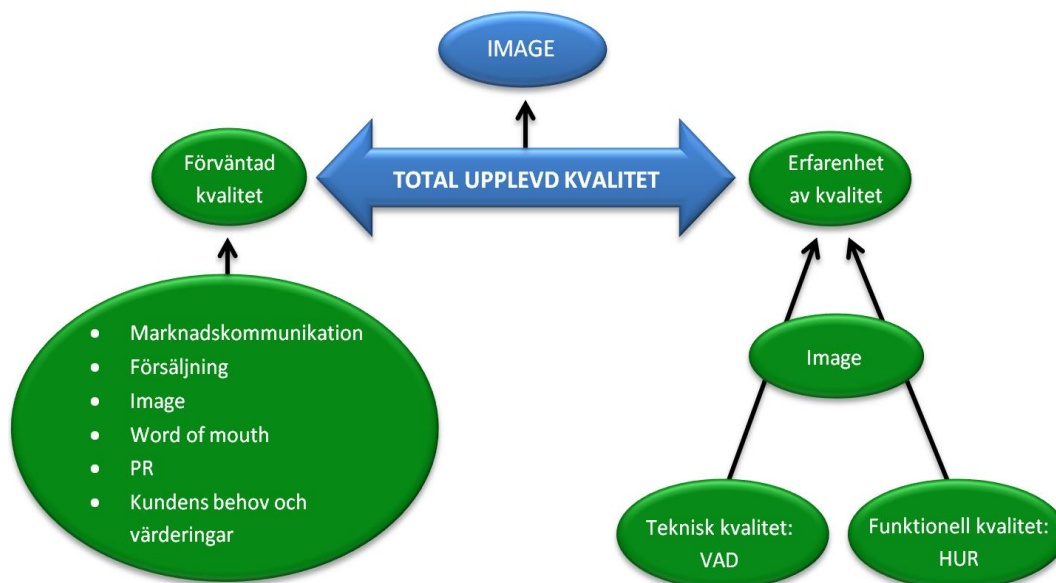 IMAGE
Förväntad
kvalitet
TOTAL UPPLEVD KVALITET
Erfarenhet
av kvalitet
• Marknadskommunikation
• Försäljning
• Image
• Word of mouth
• PR
• Kundens behov och
värderingar
Image
Teknisk kvalitet:
VAD
Funktionell kvalitet:
HUR